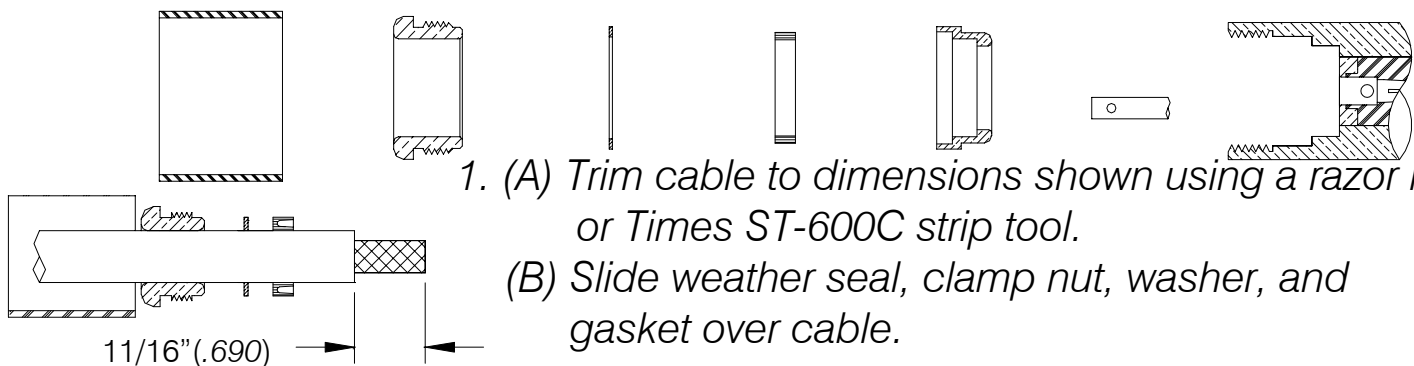 1. (A) Trim cable to dimensions shown using a razor
or Times ST-600C strip tool.
(B) Slide weather seal, clamp nut, washer, and
gasket over cable.
11/16”(.690)